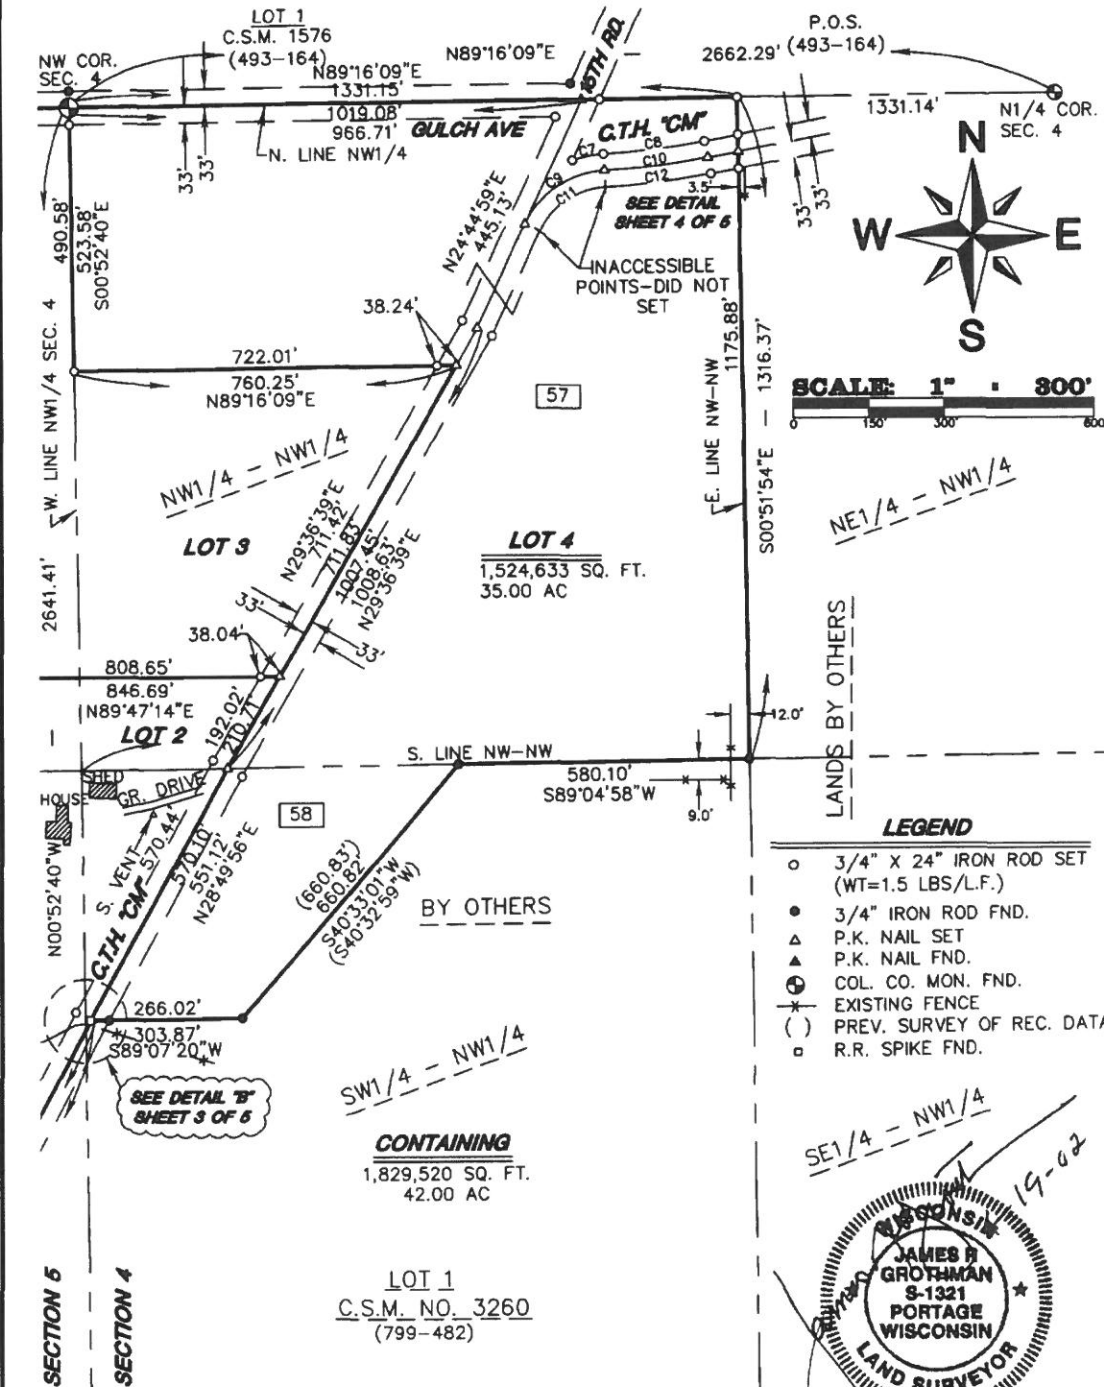 LOT 1
C.S.M. 1576
(493-164)
NW COR.
SEC. 4
N89°16'09"E
N89°16'09"E
1331.15'
1019.08'
966.71'
GULCH AVE
N. LINE NW1/4
33'
33'
16TH RD.
P.O.S.
(493-164)
2662.29'
1331.14'
N1/4 COR.
SEC. 4
C.T.H. "CM"
C7
C8
C9
C10
C11
C12
3.5'
33'
33'
SEE DETAIL
SHEET 4 OF 5
INACCESSIBLE
POINTS-DID NOT
SET
N
W
E
S
SCALE: 1" = 300'
0 150' 300' 600
490.58'
523.58'
S00°52'40"E
N24°44'59"E
445.13'
38.24'
722.01'
760.25'
N89°16'09"E
57
1175.88'
S00°51'54"E - 1316.37'
E. LINE NW-NW
W. LINE NW1/4 SEC. 4
2641.41'
NW1/4 - NW1/4
NE1/4 - NW1/4
LOT 3
N29°36'39"E
711.42'
711.83'
1007.45'
1008.63'
N29°36'39"E
33'
33'
LOT 4
1,524,633 SQ. FT.
35.00 AC
38.04'
808.65'
846.69'
N89°47'14"E
192.02'
210.71'
LOT 2
S. LINE NW-NW
12.0'
580.10'
S89°04'58"W
9.0'
LANDS BY OTHERS
SHED
HOUSE
GR. DRIVE
S. VENT
58
570.44'
570.10'
551.12'
N28°49'56"E
C.T.H. "CM"
N00°52'40"W
(660.83')
660.82'
S40°33'01"W
(S40°32'59"W)
BY OTHERS
266.02'
303.87'
S89°07'20"W
SEE DETAIL "B"
SHEET 3 OF 5
LEGEND
3/4" X 24" IRON ROD SET
(WT=1.5 LBS/L.F.)
3/4" IRON ROD FND.
P.K. NAIL SET
P.K. NAIL FND.
COL. CO. MON. FND.
EXISTING FENCE
( ) PREV. SURVEY OF REC. DATA
R.R. SPIKE FND.
SW1/4 - NW1/4
SE1/4 - NW1/4
CONTAINING
1,829,520 SQ. FT.
42.00 AC
LOT 1
C.S.M. NO. 3260
(799-482)
SECTION 5
SECTION 4
19-02
WISCONSIN
JAMES R
GROTHMAN
S-1321
PORTAGE
WISCONSIN
LAND SURVEYOR